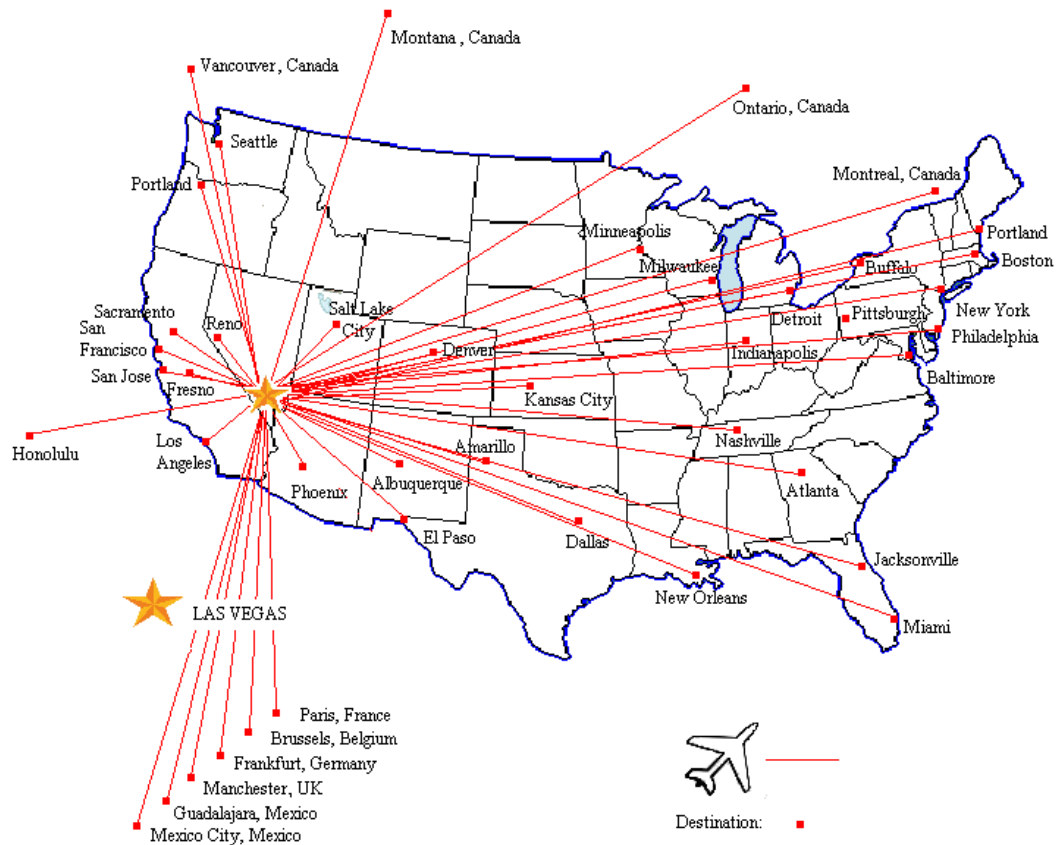 Montana , Canada
Vancouver, Canada
Ontario, Canada
Seattle
Portland
Montreal, Canada
Minneapolis
Portland
Milwaukee
Buffalo
Boston
Salt Lake
City
Sacramento
San
Francisco
Reno
Detroit
Pittsburgh
New York
Philadelphia
Denver
Indianapolis
San Jose
Fresno
Baltimore
Kansas City
Honolulu
Los
Angeles
Nashville
Amarillo
Phoenix
Albuquerque
Atlanta
El Paso
Dallas
Jacksonville
New Orleans
LAS VEGAS
Miami
Paris, France
Brussels, Belgium
Frankfurt, Germany
Manchester, UK
Guadalajara, Mexico
Mexico City, Mexico
Destination: